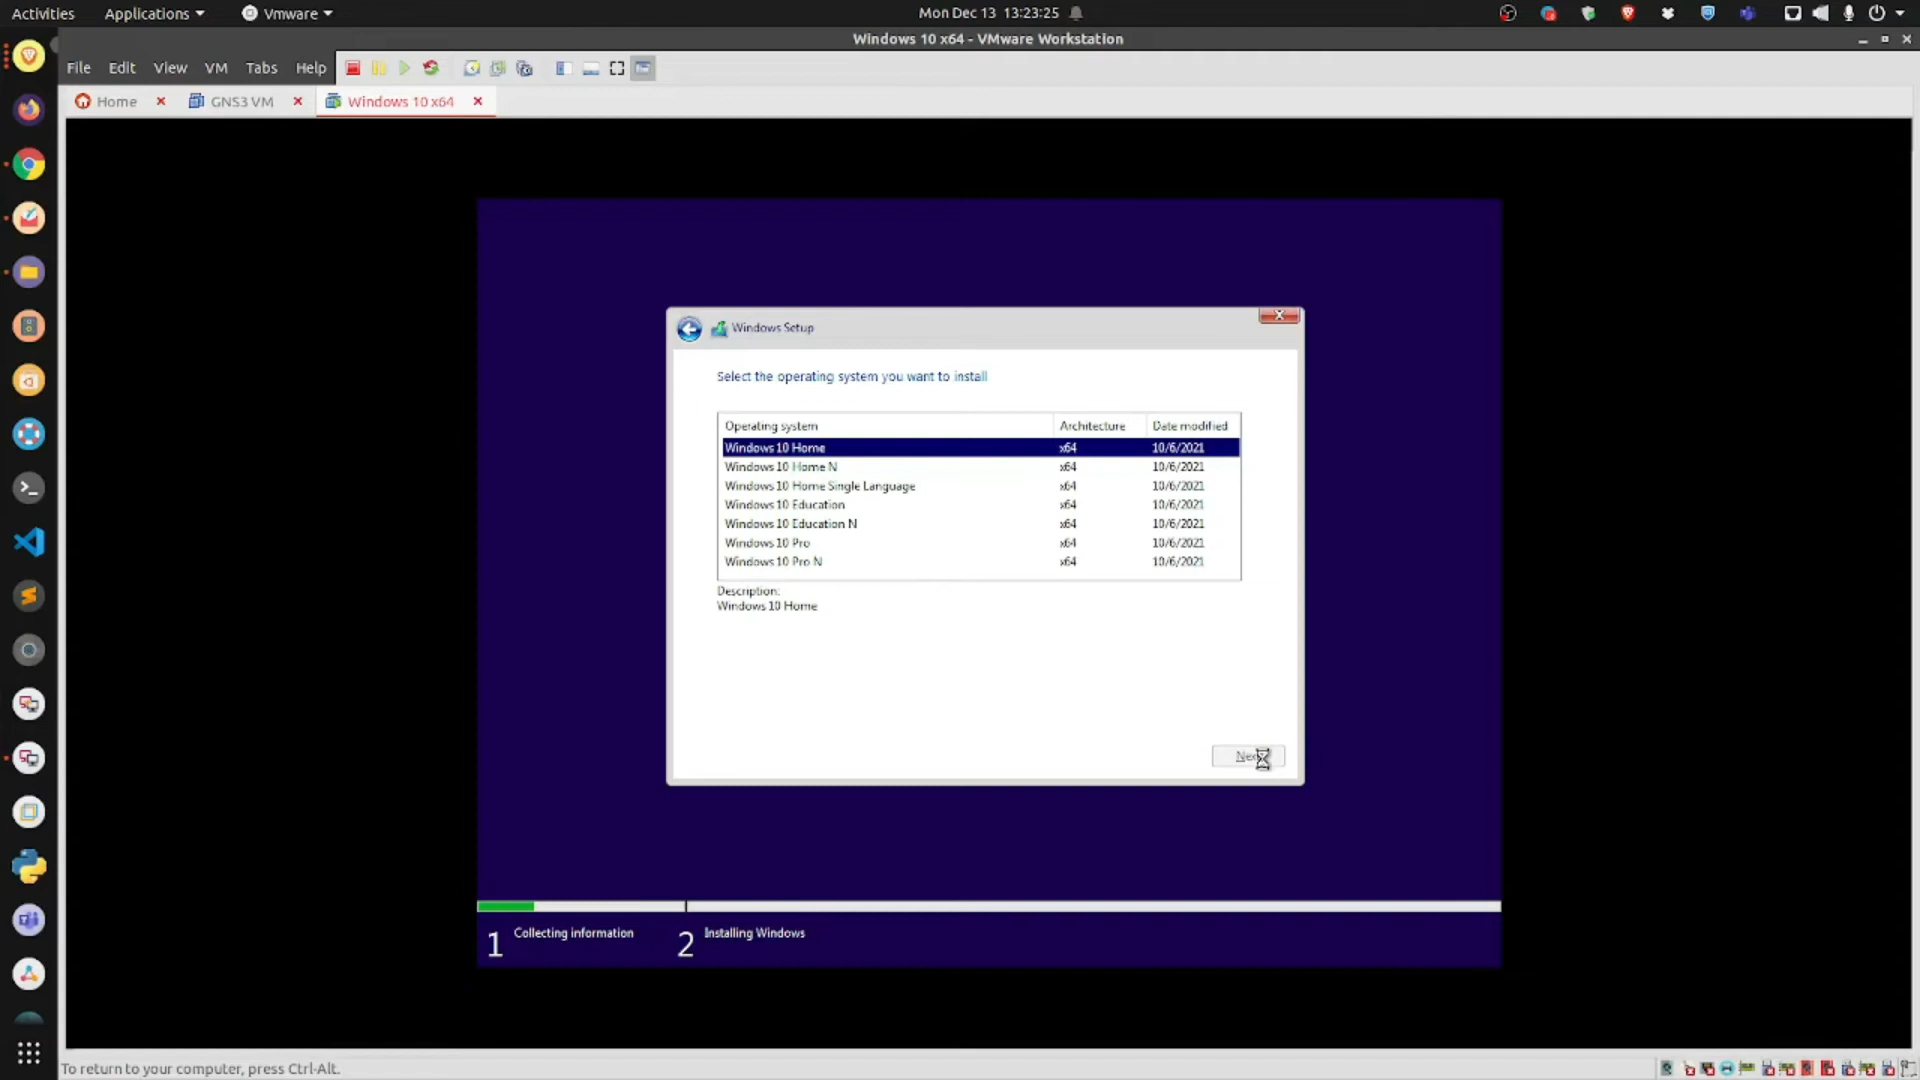 Activities Applications Vmware Mon Dec 13 13:23:25
Windows 10 x64 - VMware Workstation
File Edit View VM Tabs Help
Home GNS3 VM Windows 10 x64
Windows Setup
Select the operating system you want to install
Operating system Architecture Date modified
Windows 10 Home x64 10/6/2021
Windows 10 Home N x64 10/6/2021
Windows 10 Home Single Language x64 10/6/2021
Windows 10 Education x64 10/6/2021
Windows 10 Education N x64 10/6/2021
Windows 10 Pro x64 10/6/2021
Windows 10 Pro N x64 10/6/2021
Description:
Windows 10 Home
Next
1 Collecting information 2 Installing Windows
To return to your computer, press Ctrl-Alt.